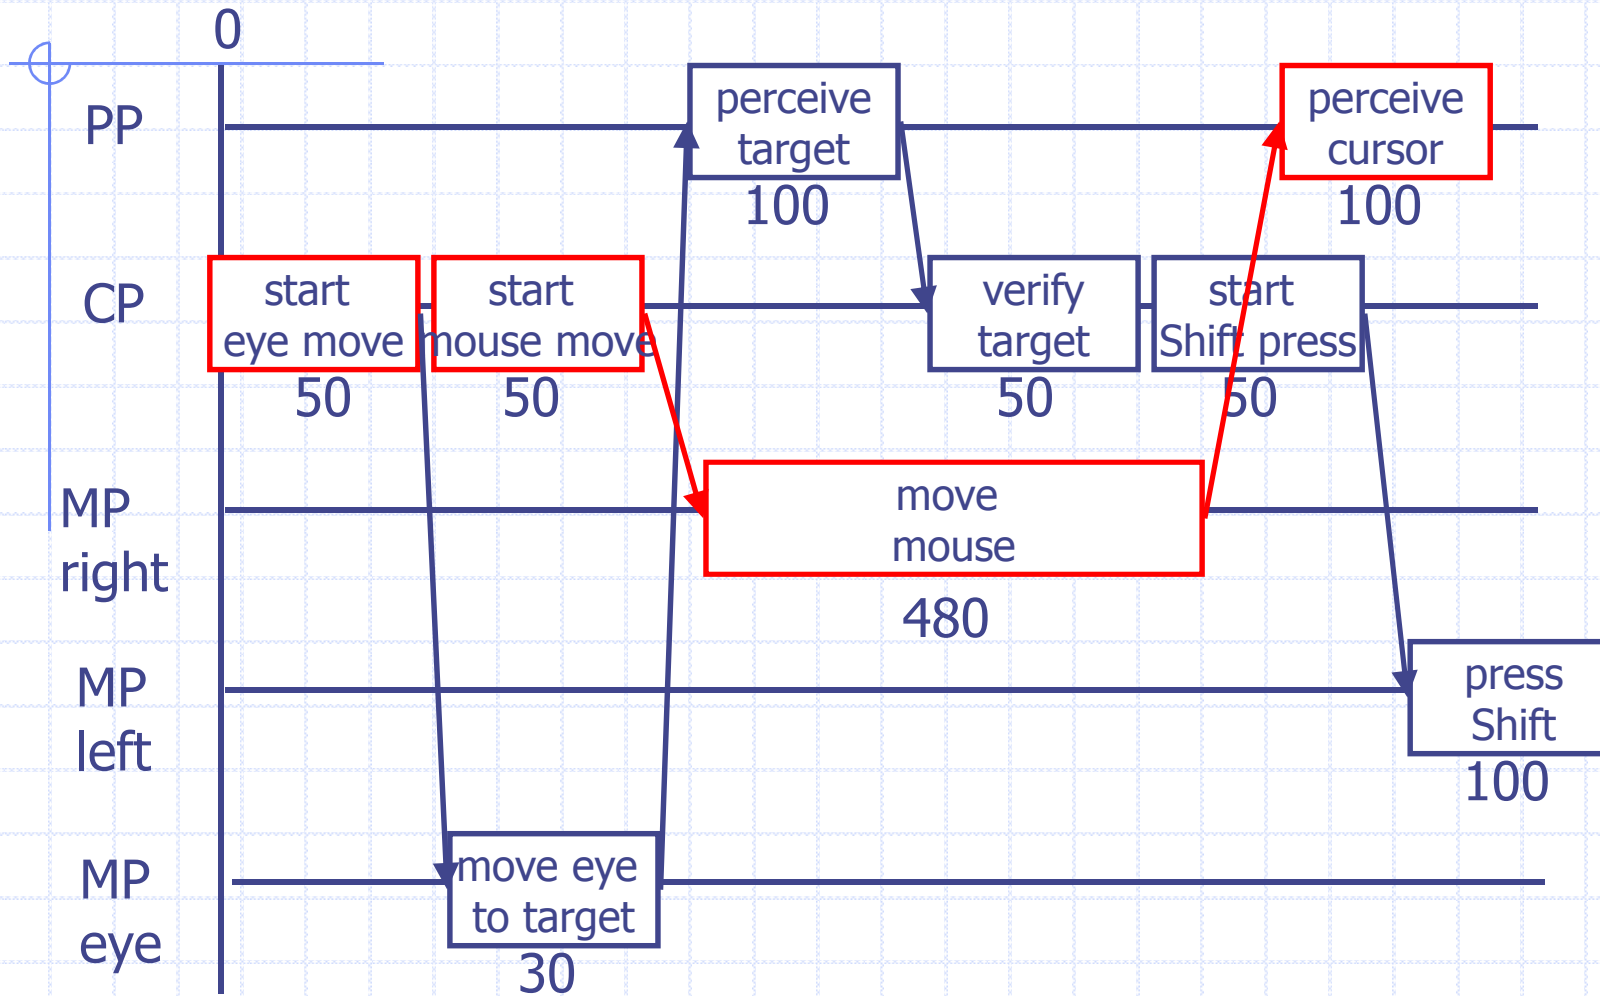 0
PP
perceive
target
100
perceive
cursor
100
CP
start
eye move
50
start
mouse move
50
verify
target
50
start
Shift press
50
MP
right
move
mouse
480
MP
left
press
Shift
100
MP
eye
move eye
to target
30